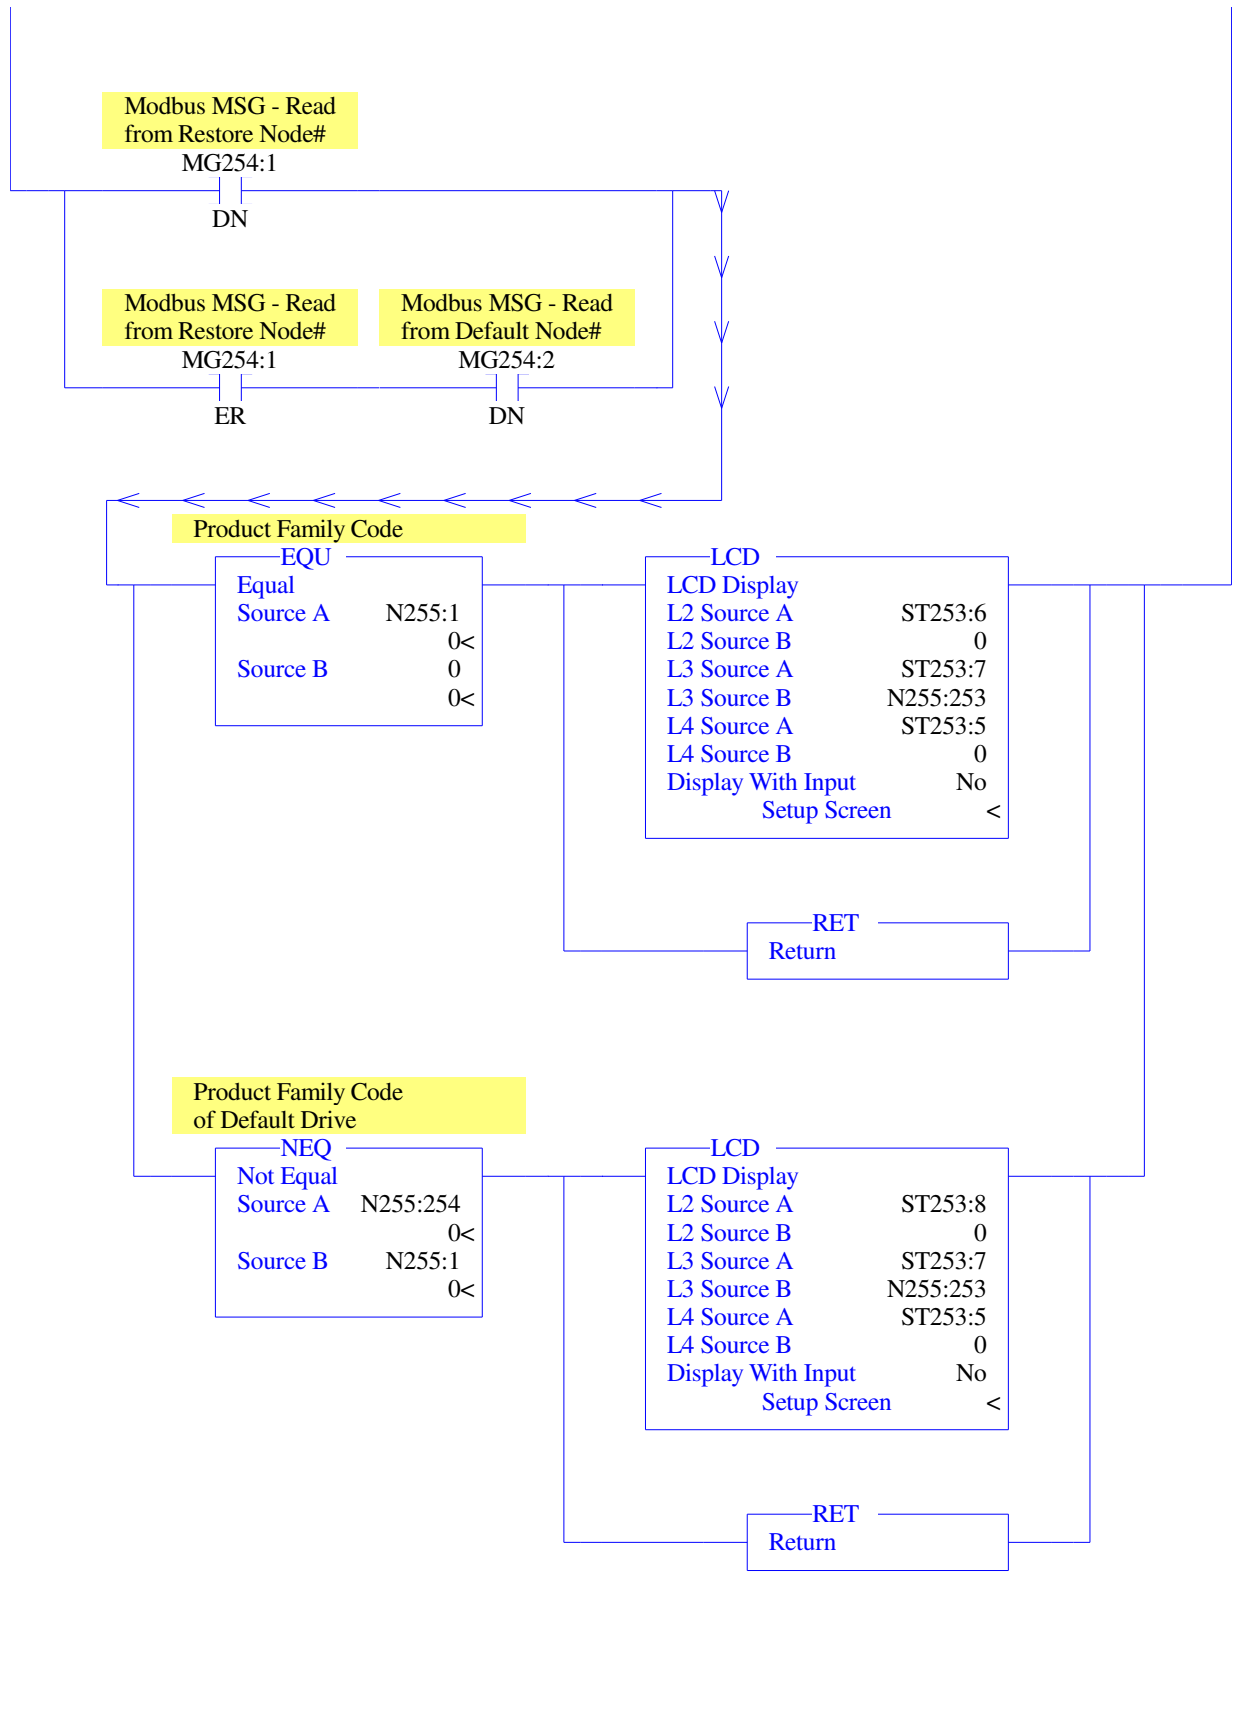 Modbus MSG - Read
from Restore Node#
MG254:1
DN
Modbus MSG - Read
from Restore Node#
MG254:1
ER
Modbus MSG - Read
from Default Node#
MG254:2
DN
Product Family Code
EQU
Equal
Source A N255:1
0<
Source B 0
0<
LCD
LCD Display
L2 Source A ST253:6
L2 Source B 0
L3 Source A ST253:7
L3 Source B N255:253
L4 Source A ST253:5
L4 Source B 0
Display With Input No
Setup Screen <
RET
Return
Product Family Code
of Default Drive
NEQ
Not Equal
Source A N255:254
0<
Source B N255:1
0<
LCD
LCD Display
L2 Source A ST253:8
L2 Source B 0
L3 Source A ST253:7
L3 Source B N255:253
L4 Source A ST253:5
L4 Source B 0
Display With Input No
Setup Screen <
RET
Return